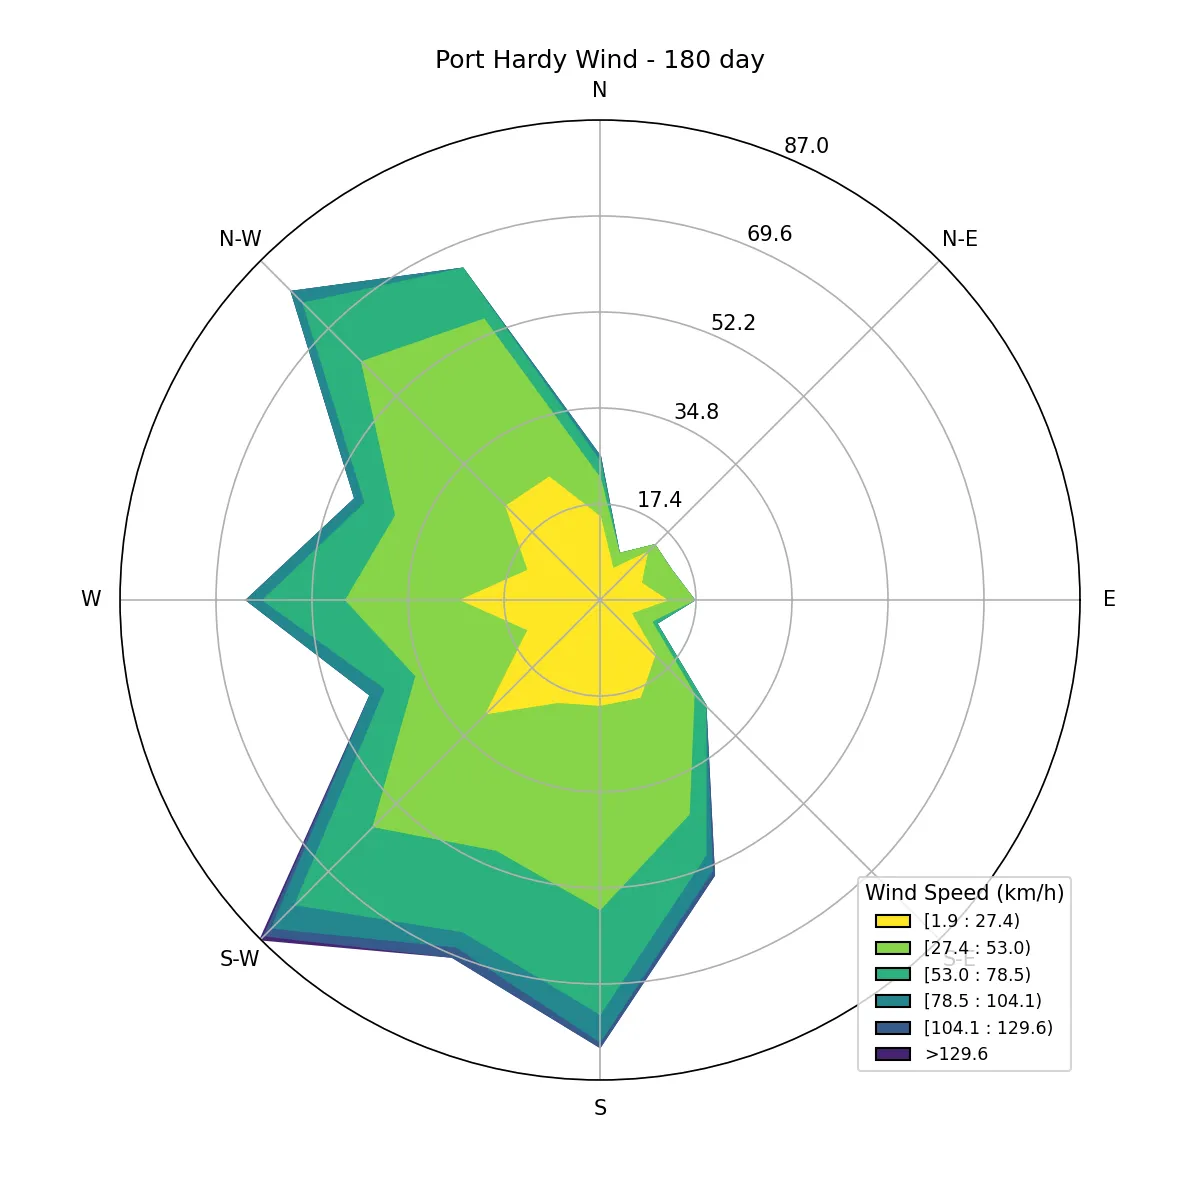 Port Hardy Wind - 180 day
N
87.0
N-W
69.6
N-E
52.2
34.8
17.4
W
E
Wind Speed (km/h)
[1.9 : 27.4)
[27.4 : 53.0)
S-W
S-E
[53.0 : 78.5)
[78.5 : 104.1)
[104.1 : 129.6)
>129.6
S